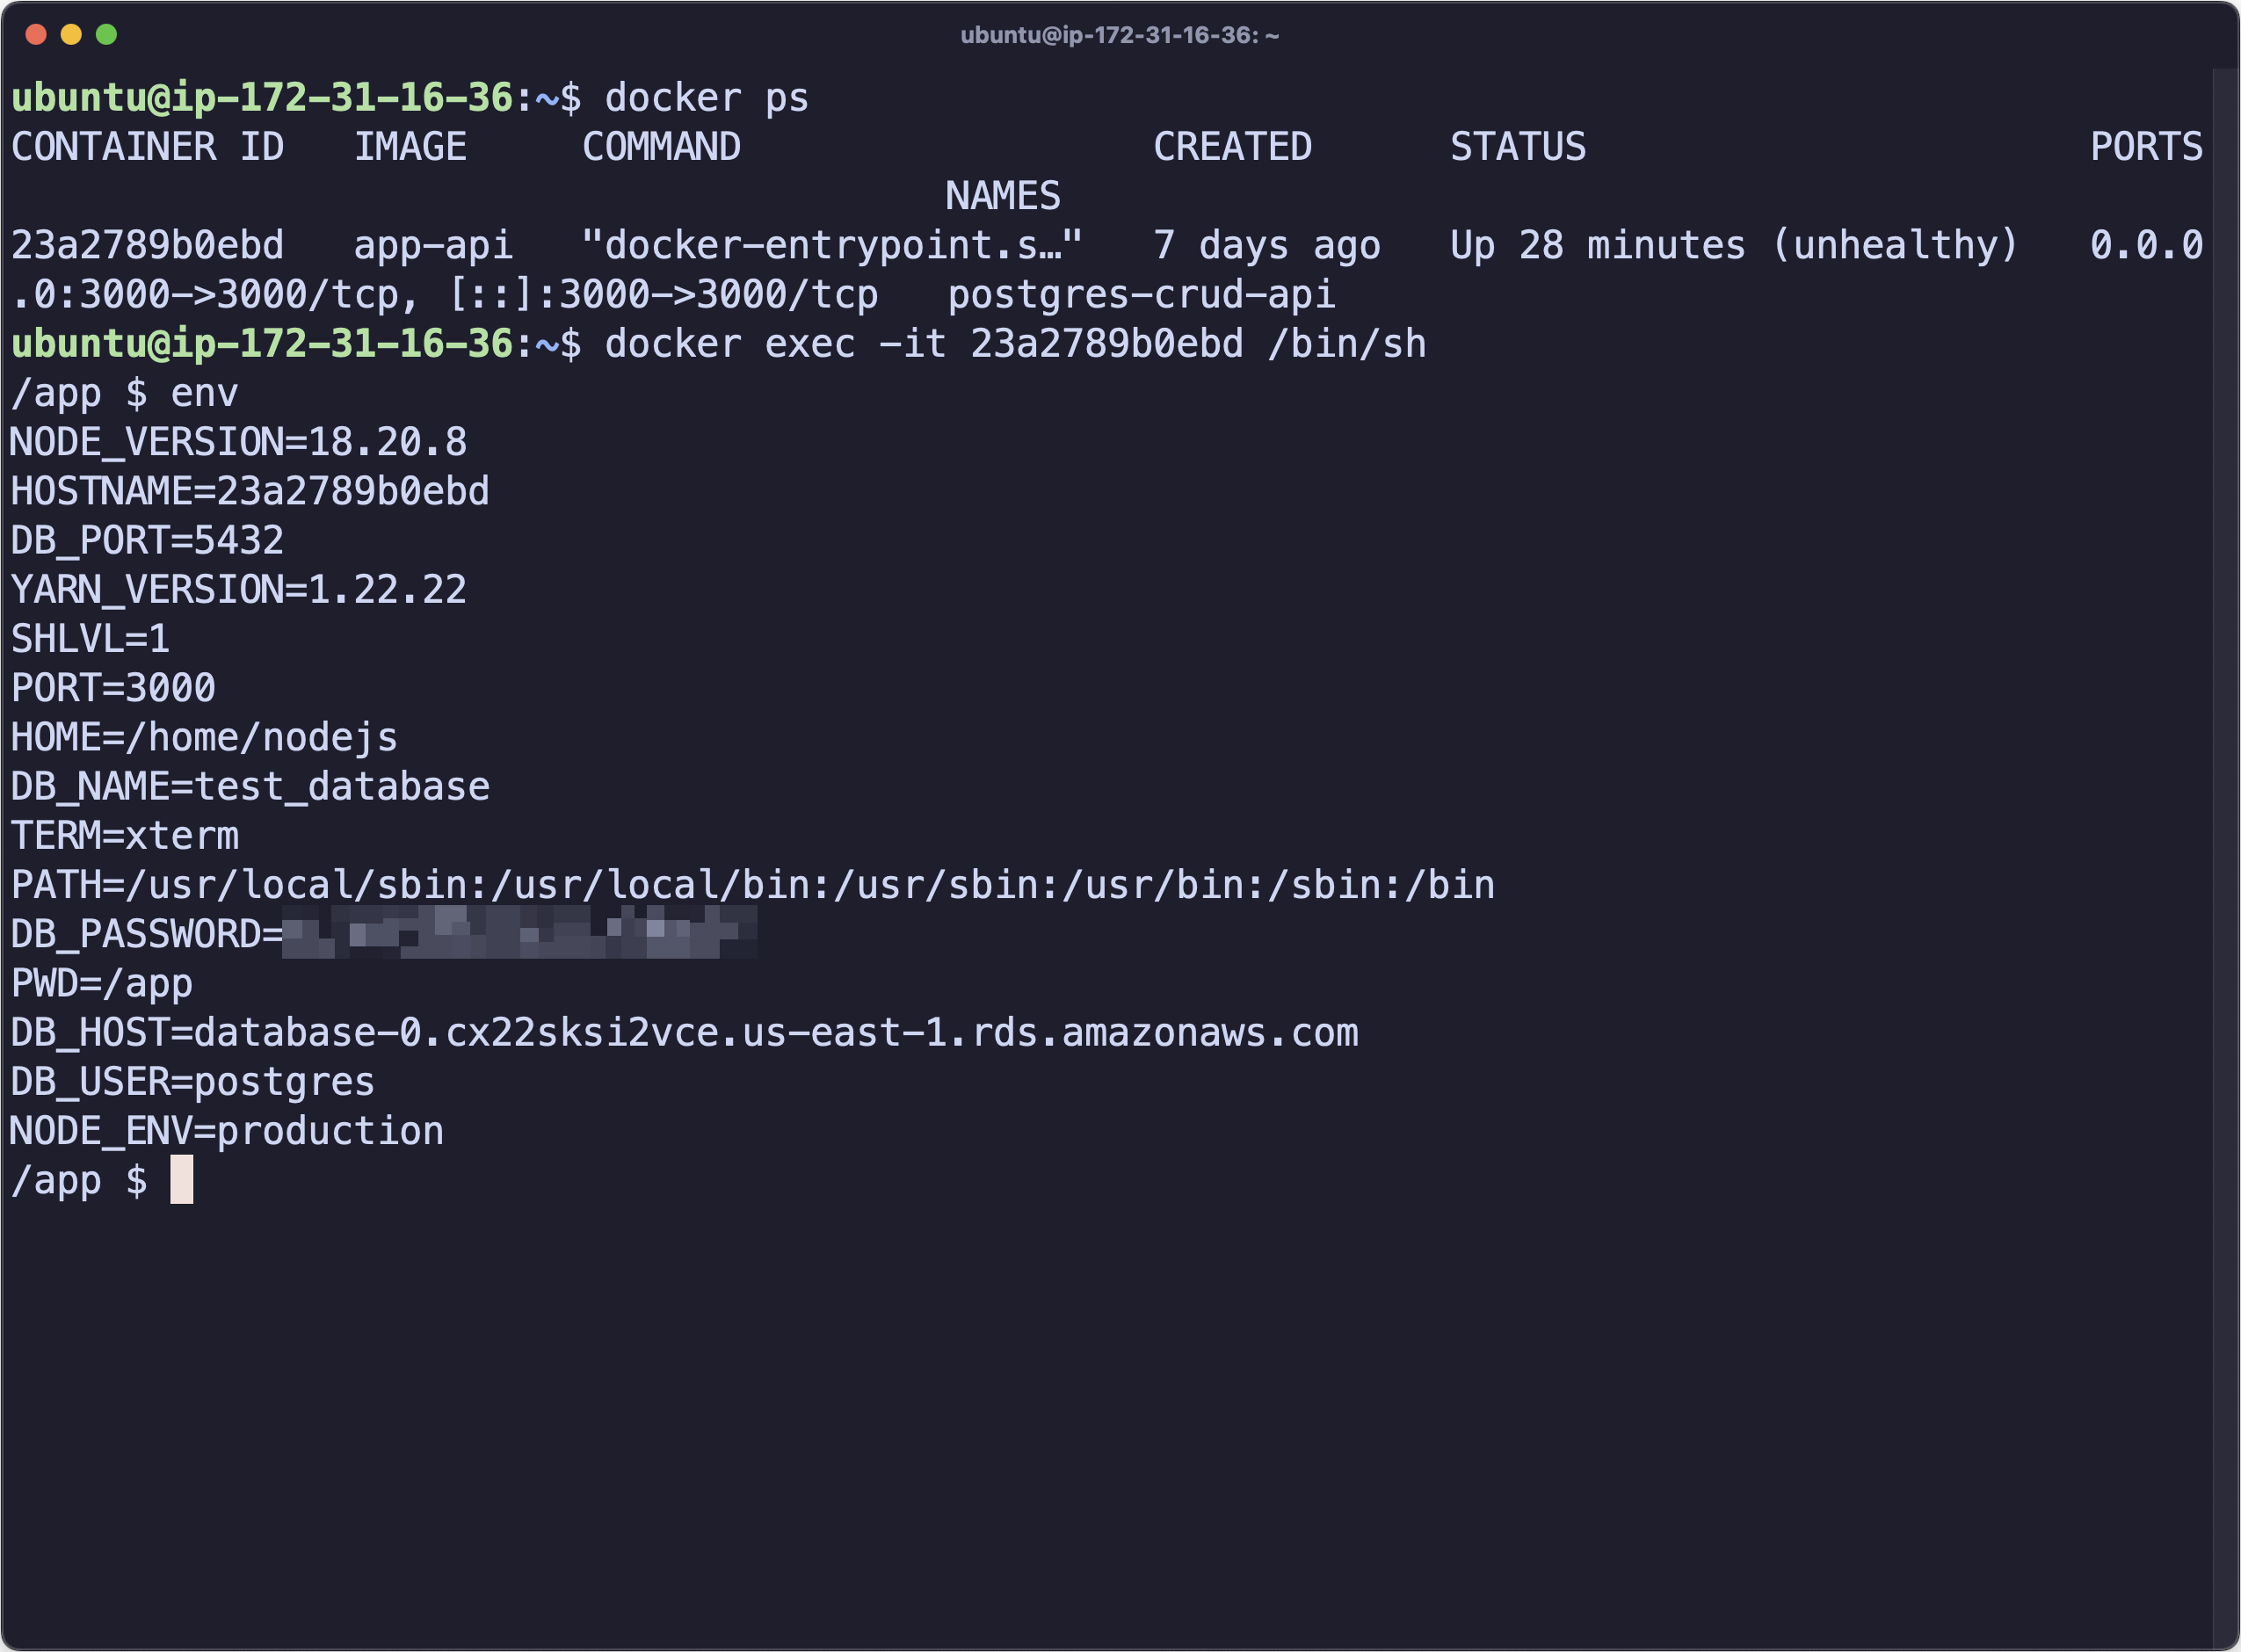 ubuntu@ip-172-31-16-36: ~
ubuntu@ip-172-31-16-36:~$ docker ps
CONTAINER ID   IMAGE     COMMAND                  CREATED      STATUS                      PORTS
NAMES
23a2789b0ebd   app-api   "docker-entrypoint.s…"   7 days ago   Up 28 minutes (unhealthy)   0.0.0
.0:3000->3000/tcp, [::]:3000->3000/tcp   postgres-crud-api
ubuntu@ip-172-31-16-36:~$ docker exec -it 23a2789b0ebd /bin/sh
/app $ env
NODE_VERSION=18.20.8
HOSTNAME=23a2789b0ebd
DB_PORT=5432
YARN_VERSION=1.22.22
SHLVL=1
PORT=3000
HOME=/home/nodejs
DB_NAME=test_database
TERM=xterm
PATH=/usr/local/sbin:/usr/local/bin:/usr/sbin:/usr/bin:/sbin:/bin
DB_PASSWORD=
PWD=/app
DB_HOST=database-0.cx22sksi2vce.us-east-1.rds.amazonaws.com
DB_USER=postgres
NODE_ENV=production
/app $